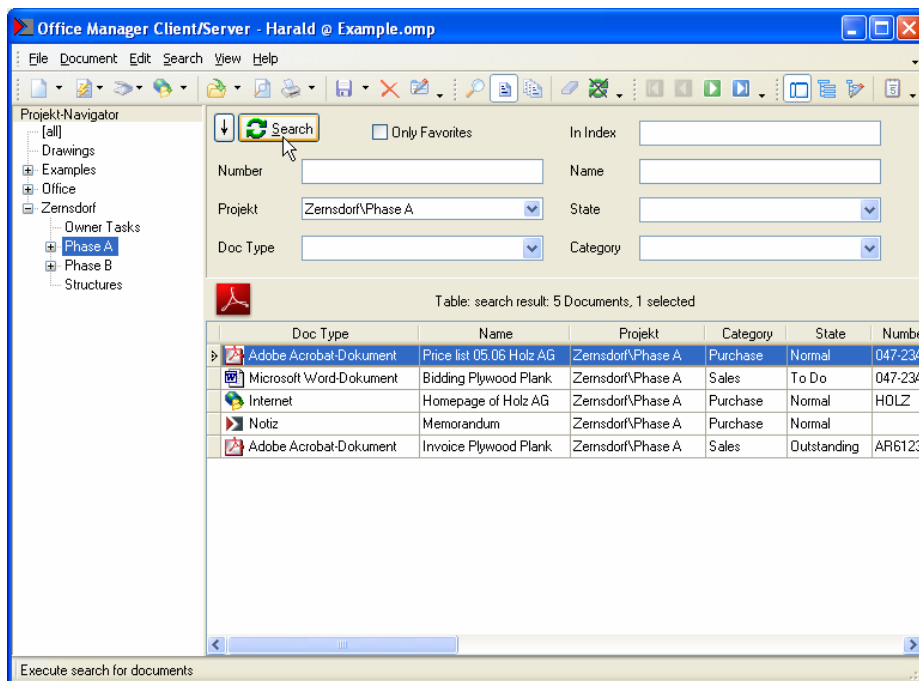 Office Manager Client/Server - Harald @ Example.omp
File Document Edit Search View Help
Projekt-Navigator
[all]
Drawings
Examples
Office
Zernsdorf
Owner Tasks
Phase A
Phase B
Structures
Search Only Favorites In Index
Number Name
Projekt Zernsdorf\Phase A State
Doc Type Category
Table: search result: 5 Documents, 1 selected
Doc Type Name Projekt Category State Numbe
Adobe Acrobat-Dokument Price list 05.06 Holz AG Zernsdorf\Phase A Purchase Normal 047-234
Microsoft Word-Dokument Bidding Plywood Plank Zernsdorf\Phase A Sales To Do 047-234
Internet Homepage of Holz AG Zernsdorf\Phase A Purchase Normal HOLZ
Notiz Memorandum Zernsdorf\Phase A Purchase Normal
Adobe Acrobat-Dokument Invoice Plywood Plank Zernsdorf\Phase A Sales Outstanding AR6123
Execute search for documents